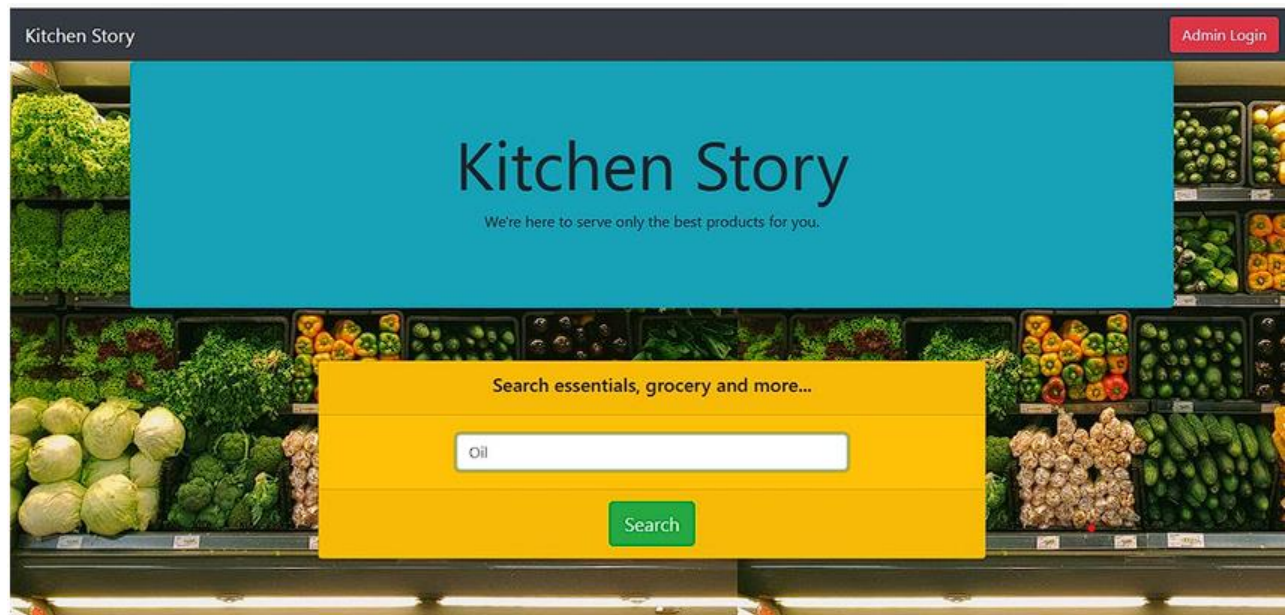 Kitchen Story
Admin Login
Kitchen Story
We're here to serve only the best products for you.
Search essentials, grocery and more...
Oil
Search